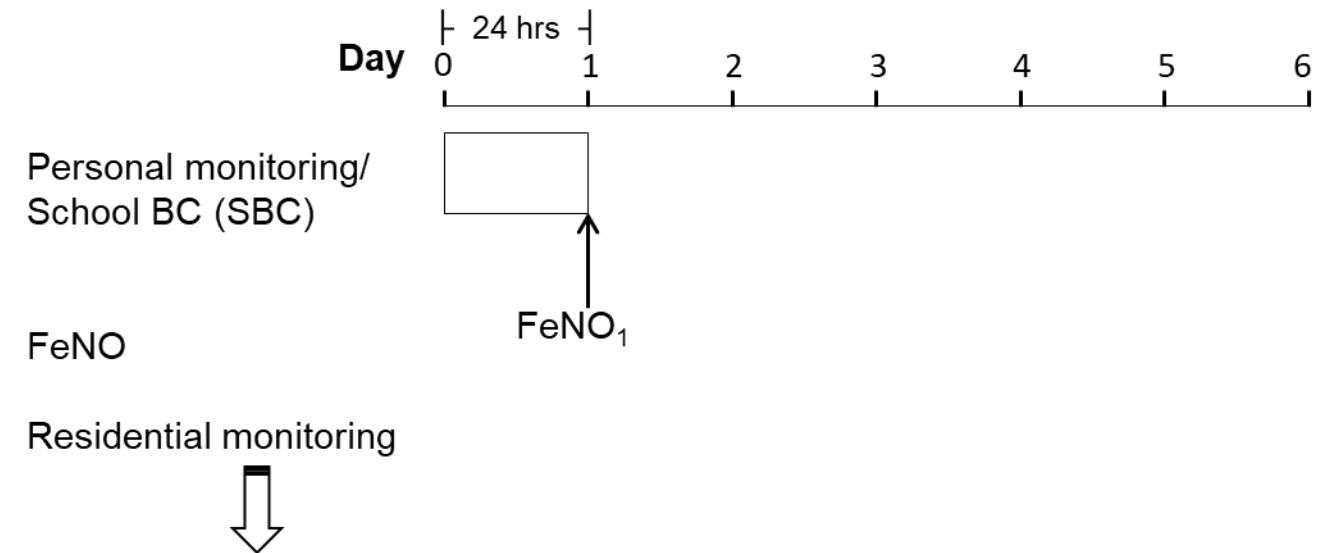 24 hrs
Day 0 1 2 3 4 5 6
Personal monitoring/
School BC (SBC)
FeNO₁
FeNO
Residential monitoring